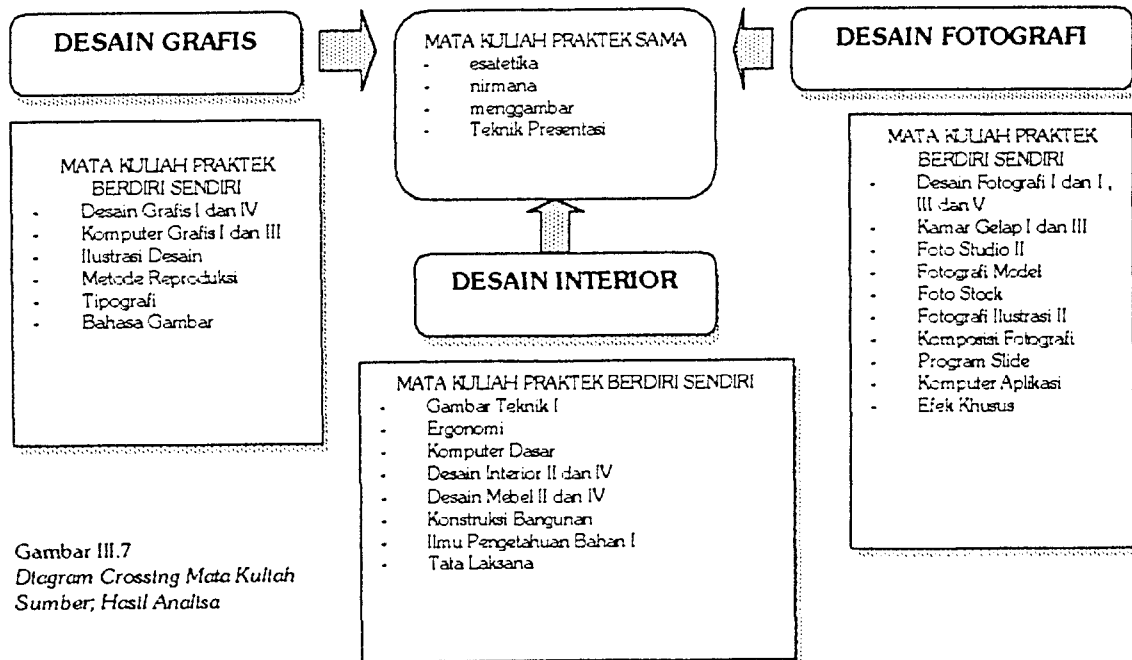 DESAIN GRAFIS
MATA KULIAH PRAKTEK SAMA
- esatetika
- nirmana
- menggambar
- Teknik Presentasi
DESAIN FOTOGRAFI
MATA KULIAH PRAKTEK
BERDIRI SENDIRI
- Desain Grafis I dan IV
- Komputer Grafis I dan III
- Ilustrasi Desain
- Metode Reproduksi
- Tipografi
- Bahasa Gambar
DESAIN INTERIOR
MATA KULIAH PRAKTEK BERDIRI SENDIRI
- Gambar Teknik I
- Ergonomi
- Komputer Dasar
- Desain Interior II dan IV
- Desain Mebel II dan IV
- Konstruksi Bangunan
- Ilmu Pengetahuan Bahan I
- Tata Laksana
MATA KULIAH PRAKTEK
BERDIRI SENDIRI
- Desain Fotografi I dan I ,
III dan V
- Kamar Gelap I dan III
- Foto Studio II
- Fotografi Model
- Foto Stock
- Fotografi Ilustrasi II
- Komposisi Fotografi
- Program Slide
- Komputer Aplikasi
- Efek Khusus
Gambar III.7
Diagram Crossing Mata Kuliah
Sumber; Hasil Analisa